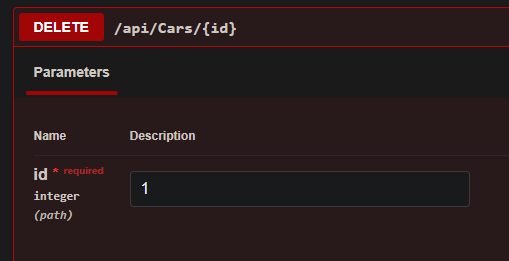 DELETE /api/Cars/{id}
Parameters
Name Description
id * required
integer
(path)
1